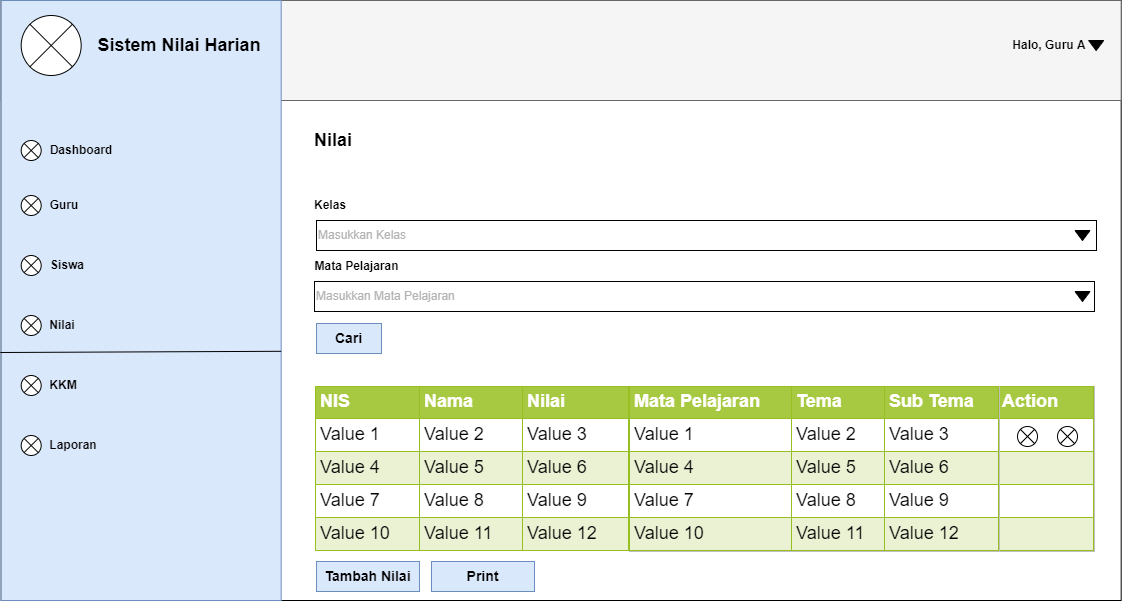 Sistem Nilai Harian
Halo, Guru A
Dashboard
Guru
Siswa
Nilai
KKM
Laporan
Nilai
Kelas
Masukkan Kelas
Mata Pelajaran
Masukkan Mata Pelajaran
Cari
NIS Nama Nilai Mata Pelajaran Tema Sub Tema Action
Value 1 Value 2 Value 3 Value 1 Value 2 Value 3
Value 4 Value 5 Value 6 Value 4 Value 5 Value 6
Value 7 Value 8 Value 9 Value 7 Value 8 Value 9
Value 10 Value 11 Value 12 Value 10 Value 11 Value 12
Tambah Nilai Print